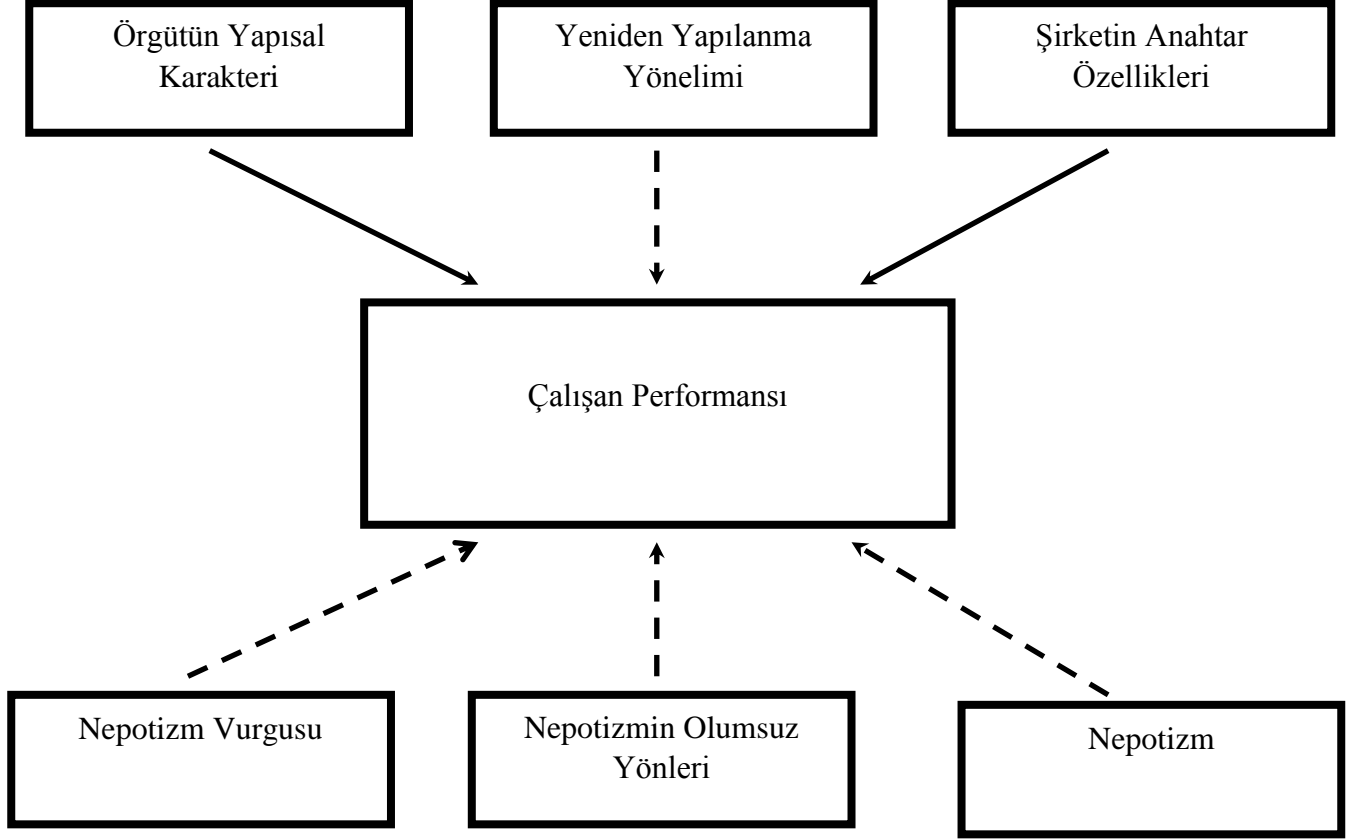 Örgütün Yapısal
Karakteri
Yeniden Yapılanma
Yönelimi
Şirketin Anahtar
Özellikleri
Çalışan Performansı
Nepotizm Vurgusu
Nepotizmin Olumsuz
Yönleri
Nepotizm